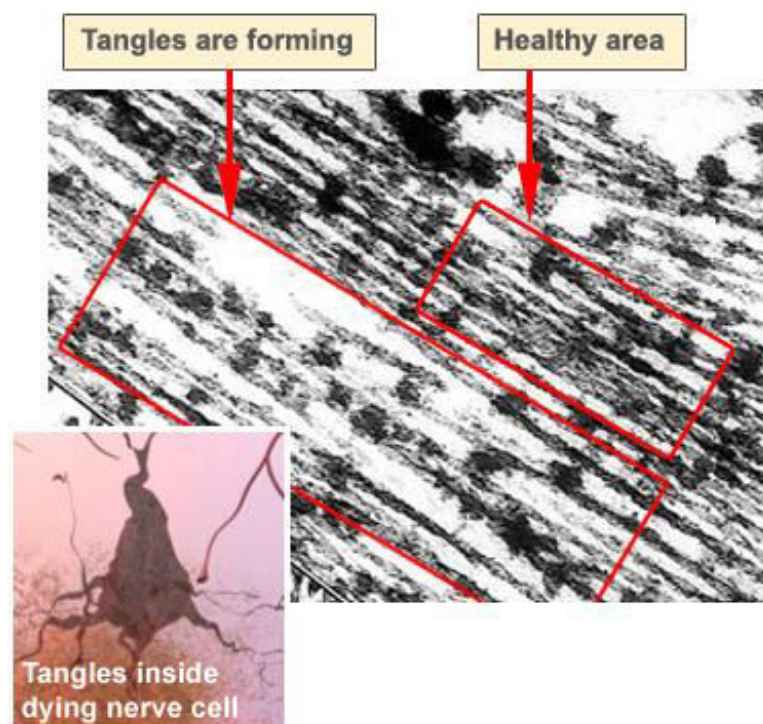 Tangles are forming
Healthy area
Tangles inside
dying nerve cell